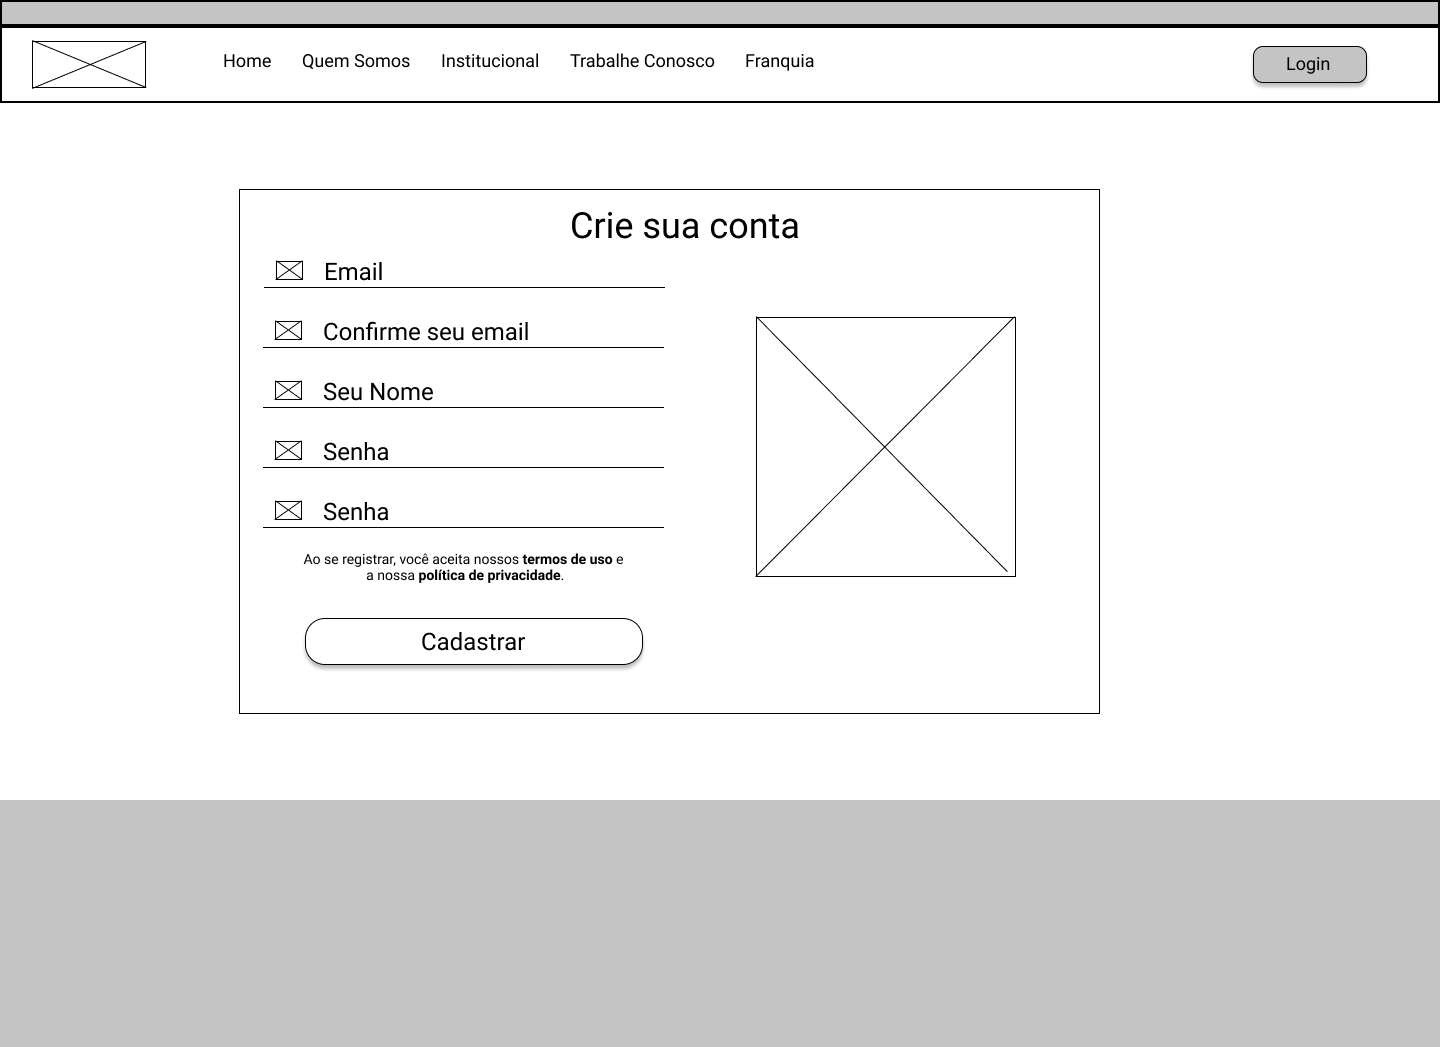 Home Quem Somos Institucional Trabalhe Conosco Franquia Login
Crie sua conta
Email
Confirme seu email
Seu Nome
Senha
Senha
Ao se registrar, você aceita nossos termos de uso e
a nossa política de privacidade.
Cadastrar